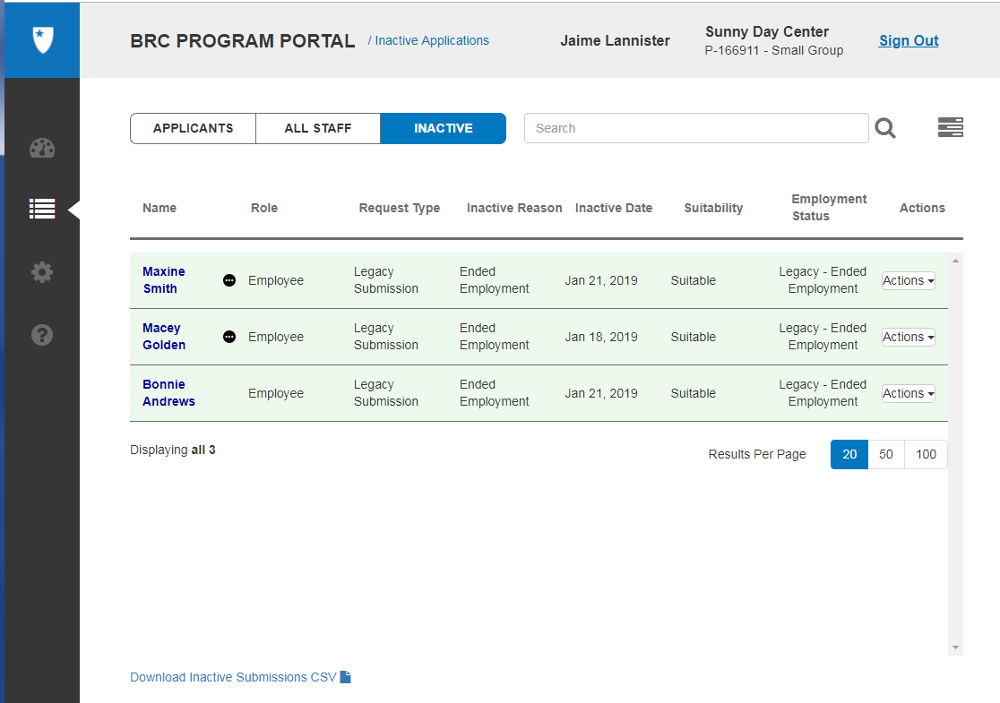 BRC PROGRAM PORTAL / Inactive Applications Jaime Lannister Sunny Day Center Sign Out
P-166911 - Small Group
APPLICANTS ALL STAFF INACTIVE Search
Name Role Request Type Inactive Reason Inactive Date Suitability Employment Status Actions
Maxine Smith Employee Legacy Submission Ended Employment Jan 21, 2019 Suitable Legacy - Ended Employment Actions
Macey Golden Employee Legacy Submission Ended Employment Jan 18, 2019 Suitable Legacy - Ended Employment Actions
Bonnie Andrews Employee Legacy Submission Ended Employment Jan 21, 2019 Suitable Legacy - Ended Employment Actions
Displaying all 3 Results Per Page 20 50 100
Download Inactive Submissions CSV